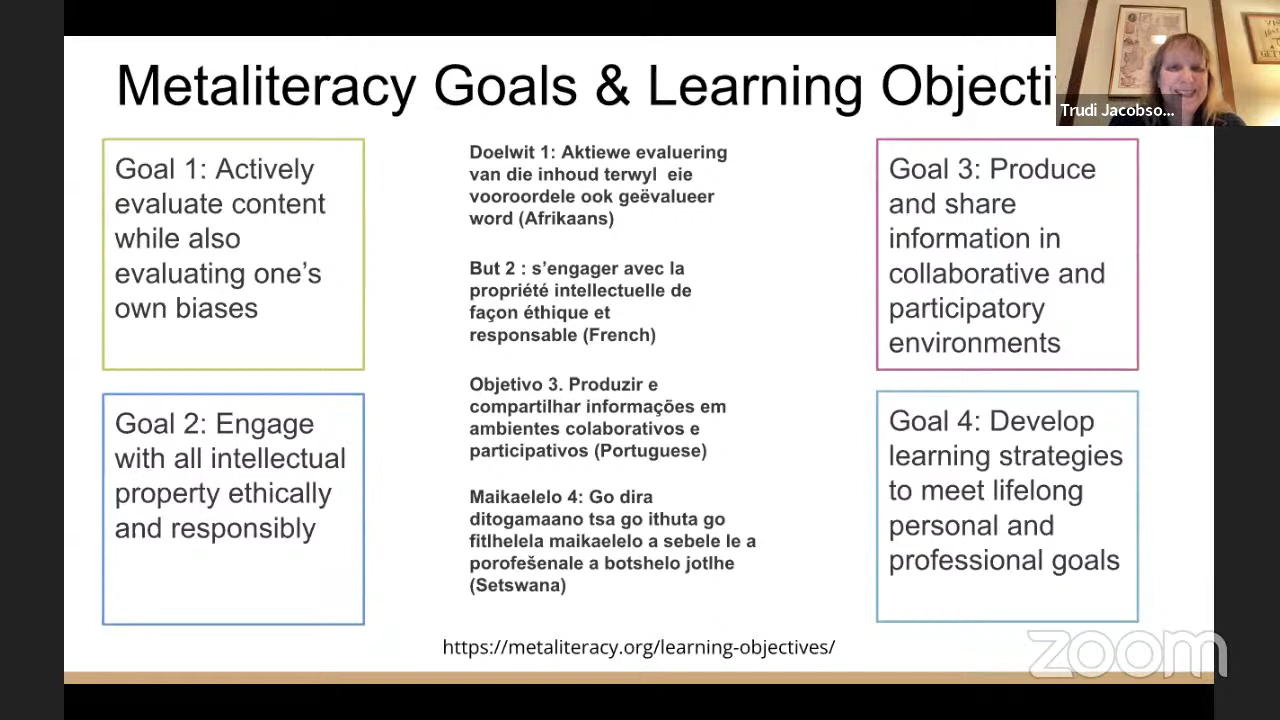 Metaliteracy Goals & Learning Objecti
Trudi Jacobso...
Goal 1: Actively
evaluate content
while also
evaluating one's
own biases
Goal 2: Engage
with all intellectual
property ethically
and responsibly
Doelwit 1: Aktiewe evaluering
van die inhoud terwyl eie
vooroordele ook geëvalueer
word (Afrikaans)
But 2 : s'engager avec la
propriété intellectuelle de
façon éthique et
responsable (French)
Objetivo 3. Produzir e
compartilhar informações em
ambientes colaborativos e
participativos (Portuguese)
Maikaelelo 4: Go dira
ditogamaano tsa go ithuta go
fitlhelela maikaelelo a sebele le a
porofešenale a botshelo jotlhe
(Setswana)
Goal 3: Produce
and share
information in
collaborative and
participatory
environments
Goal 4: Develop
learning strategies
to meet lifelong
personal and
professional goals
https://metaliteracy.org/learning-objectives/
zoom